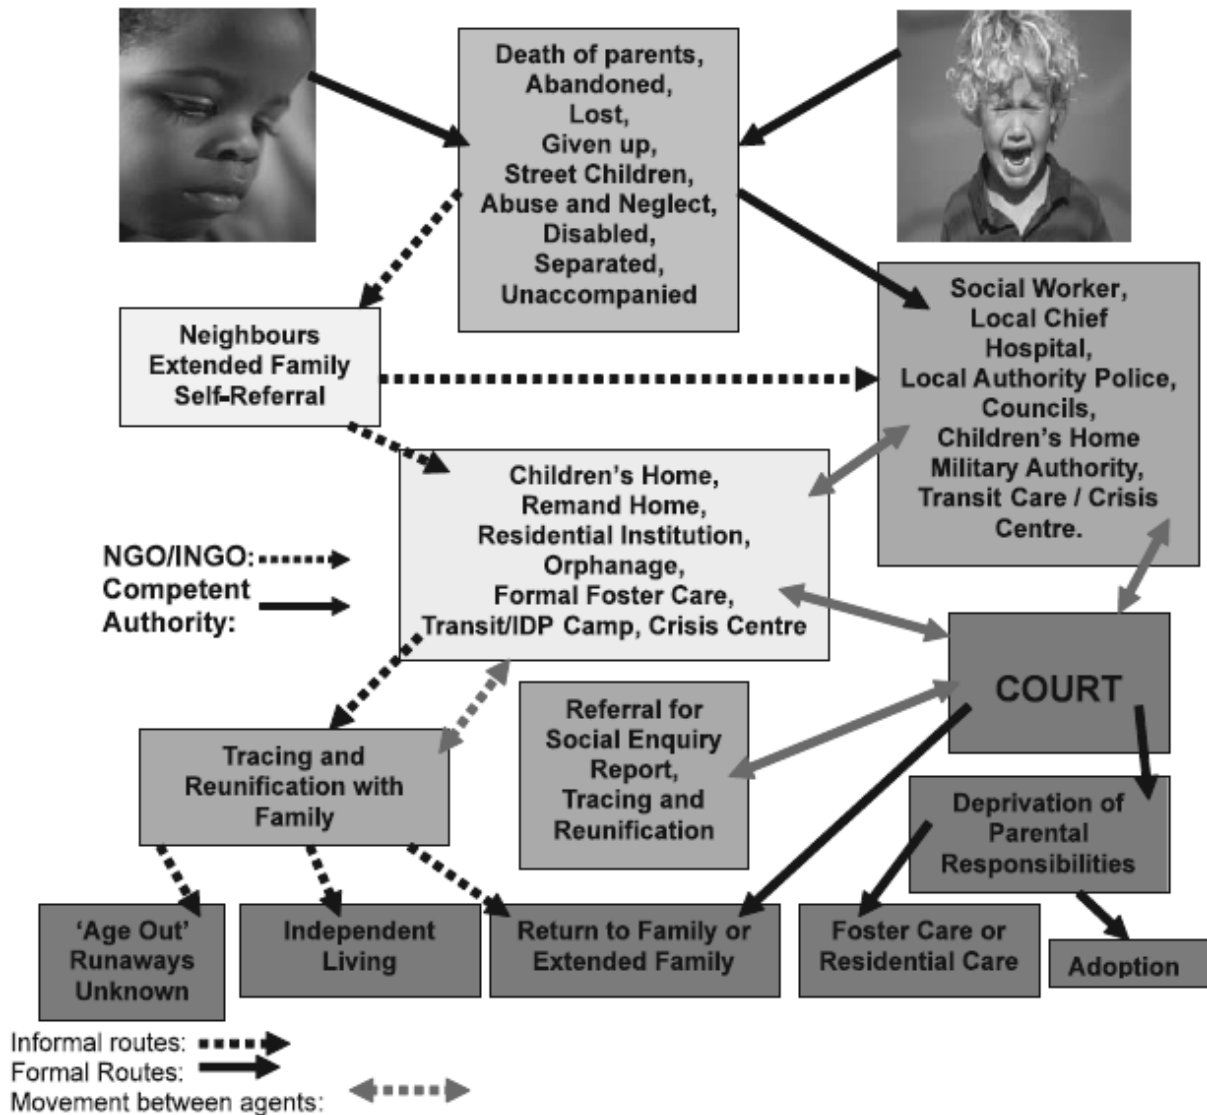 Death of parents,
Abandoned,
Lost,
Given up,
Street Children,
Abuse and Neglect,
Disabled,
Separated,
Unaccompanied
Social Worker,
Local Chief
Hospital,
Local Authority Police,
Councils,
Children's Home
Military Authority,
Transit Care / Crisis
Centre.
Neighbours
Extended Family
Self-Referral
Children's Home,
Remand Home,
Residential Institution,
Orphanage,
Formal Foster Care,
Transit/IDP Camp, Crisis Centre
NGO/INGO:
Competent
Authority:
COURT
Referral for
Social Enquiry
Report,
Tracing and
Reunification
Tracing and
Reunification with
Family
Deprivation of
Parental
Responsibilities
'Age Out'
Runaways
Unknown
Independent
Living
Return to Family or
Extended Family
Foster Care or
Residential Care
Adoption
Informal routes:
Formal Routes:
Movement between agents: